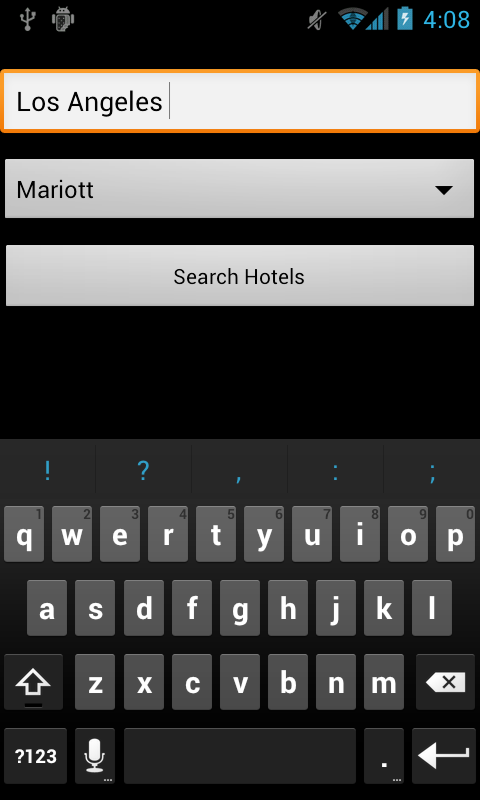 4:08
Los Angeles
Mariott
Search Hotels
! ? , : ;
1 2 3 4 5 6 7 8 9 0
q w e r t y u i o p
a s d f g h j k l
z x c v b n m
?123 ... . ...